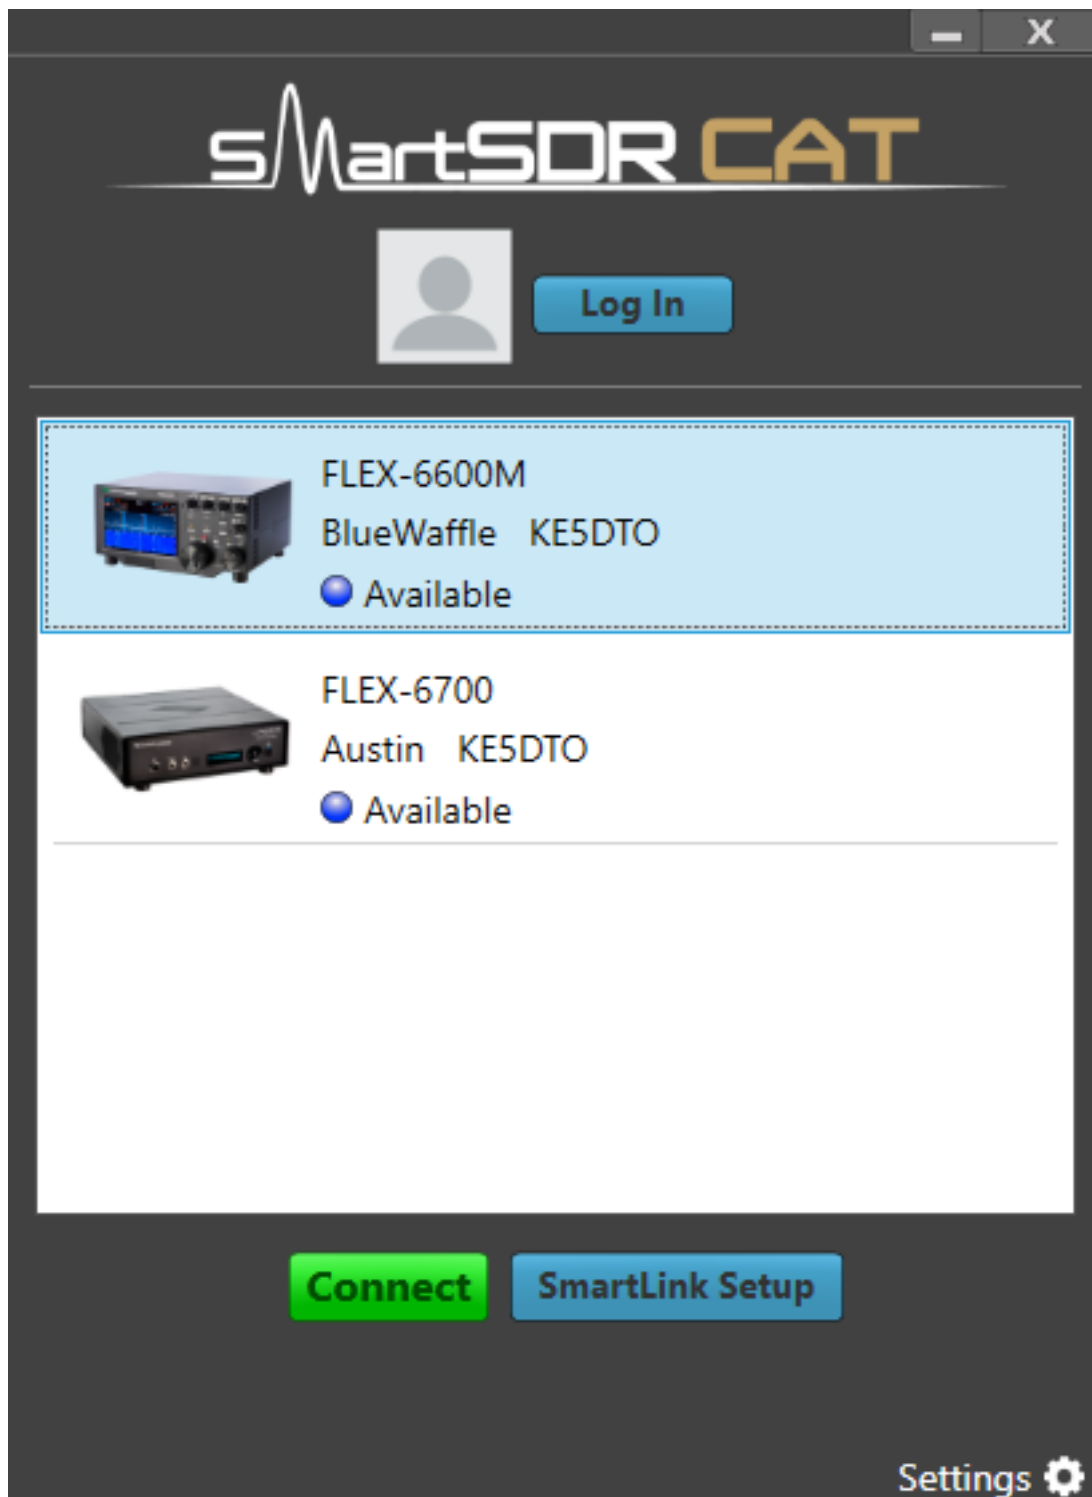 X
smartSDR CAT
Log In
FLEX-6600M
BlueWaffle KE5DTO
Available
FLEX-6700
Austin KE5DTO
Available
Connect
SmartLink Setup
Settings